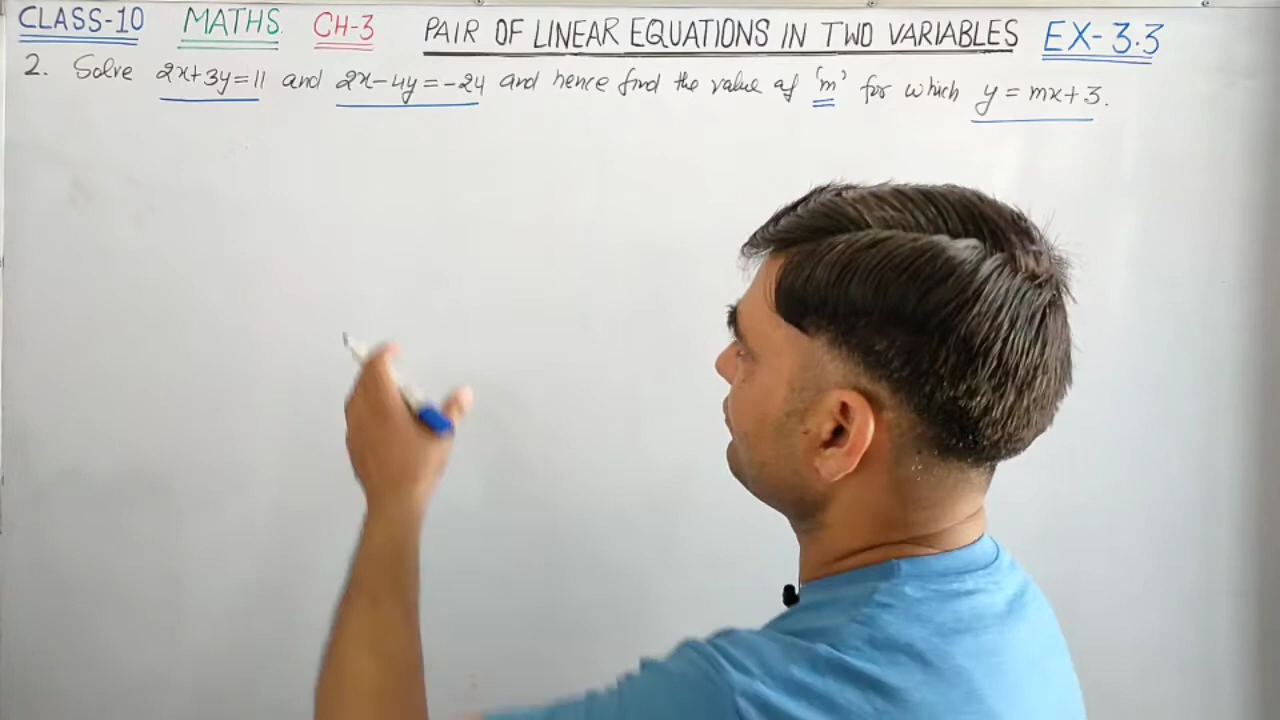 CLASS-10 MATHS. CH-3 PAIR OF LINEAR EQUATIONS IN TWO VARIABLES EX-3.3
2. Solve 2x+3y=11 and 2x-4y=-24 and hence find the value of 'm' for which y=mx+3.